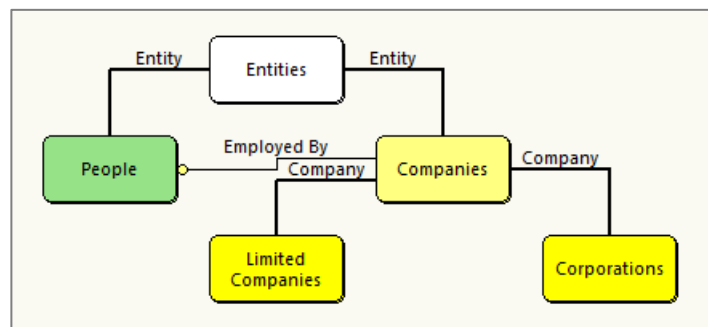 Entity
Entities
Entity
People
Employed By
Company
Companies
Company
Limited
Companies
Corporations